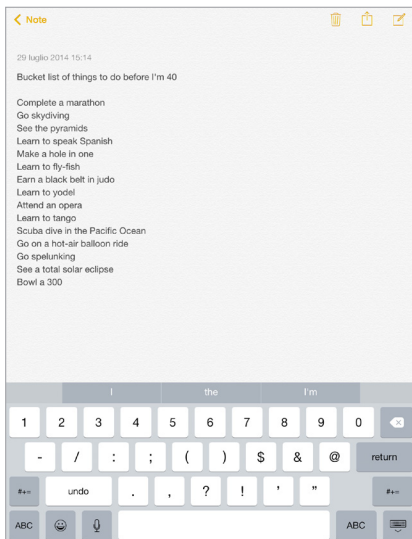 Note
29 luglio 2014 15:14
Bucket list of things to do before I'm 40
Complete a marathon
Go skydiving
See the pyramids
Learn to speak Spanish
Make a hole in one
Learn to fly-fish
Earn a black belt in judo
Learn to yodel
Attend an opera
Learn to tango
Scuba dive in the Pacific Ocean
Go on a hot-air balloon ride
Go spelunking
See a total solar eclipse
Bowl a 300
I the I'm
1 2 3 4 5 6 7 8 9 0
- / : ; ( ) $ & @ return
#+= undo . , ? ! ' " #+=
ABC ABC